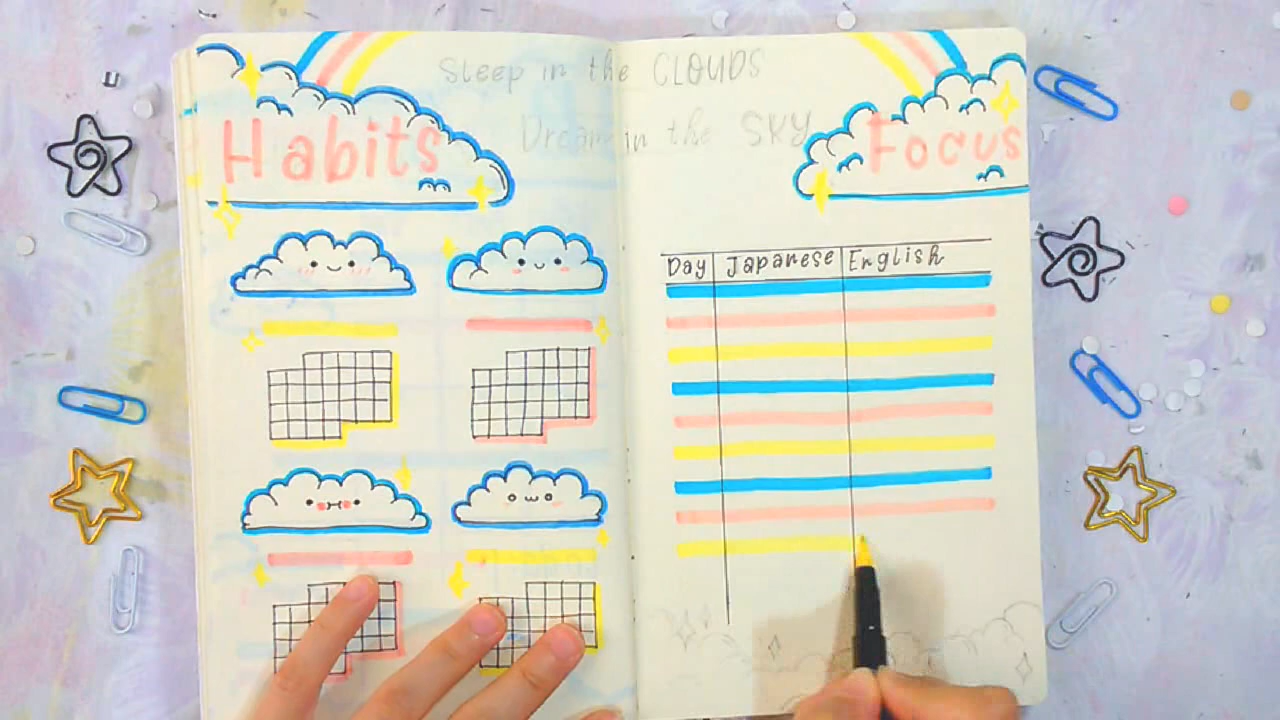 Sleep in the CLOUDS
Dream in the SKY
Habits
Focus
Day Japanese English